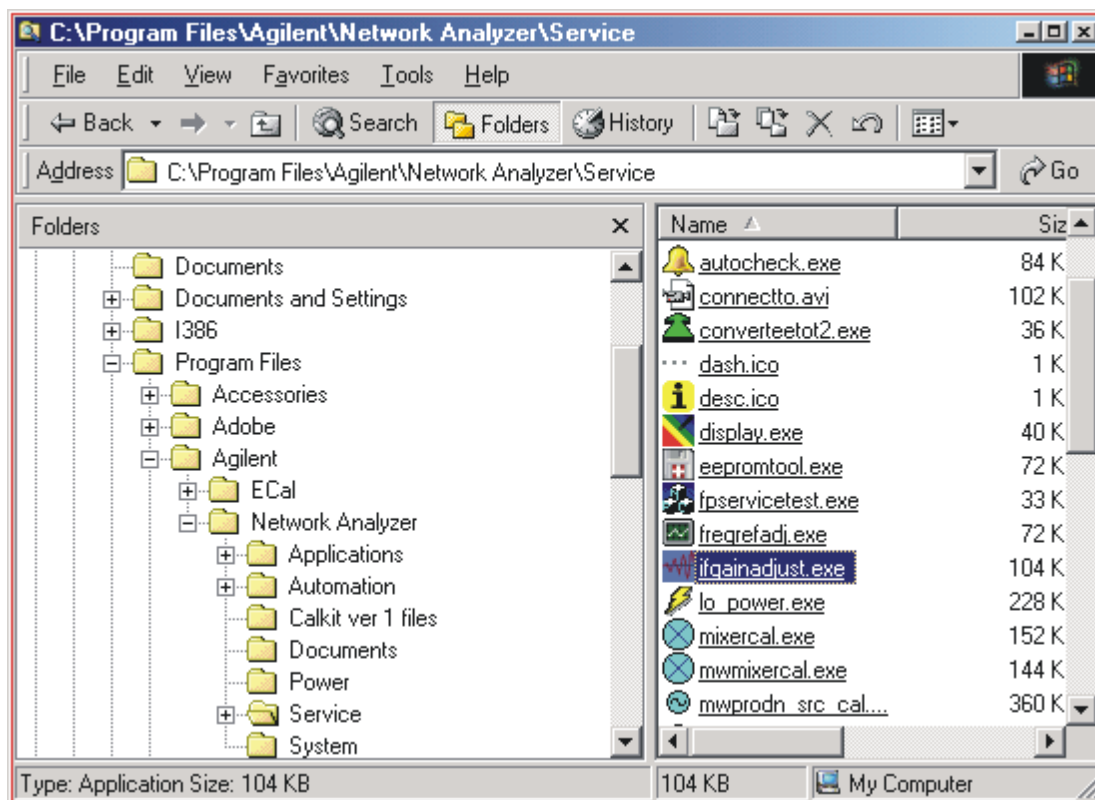 C:\Program Files\Agilent\Network Analyzer\Service
File Edit View Favorites Tools Help
Back Search Folders History
Address C:\Program Files\Agilent\Network Analyzer\Service Go
Folders
Documents
Documents and Settings
I386
Program Files
Accessories
Adobe
Agilent
ECal
Network Analyzer
Applications
Automation
Calkit ver 1 files
Documents
Power
Service
System
Name Siz
autocheck.exe 84 K
connectto.avi 102 K
converteetot2.exe 36 K
dash.ico 1 K
desc.ico 1 K
display.exe 40 K
eepromtool.exe 72 K
fpservicetest.exe 33 K
freqrefadj.exe 72 K
ifgainadjust.exe 104 K
lo_power.exe 228 K
mixercal.exe 152 K
mwmixercal.exe 144 K
mwprodn_src_cal.... 360 K
Type: Application Size: 104 KB 104 KB My Computer